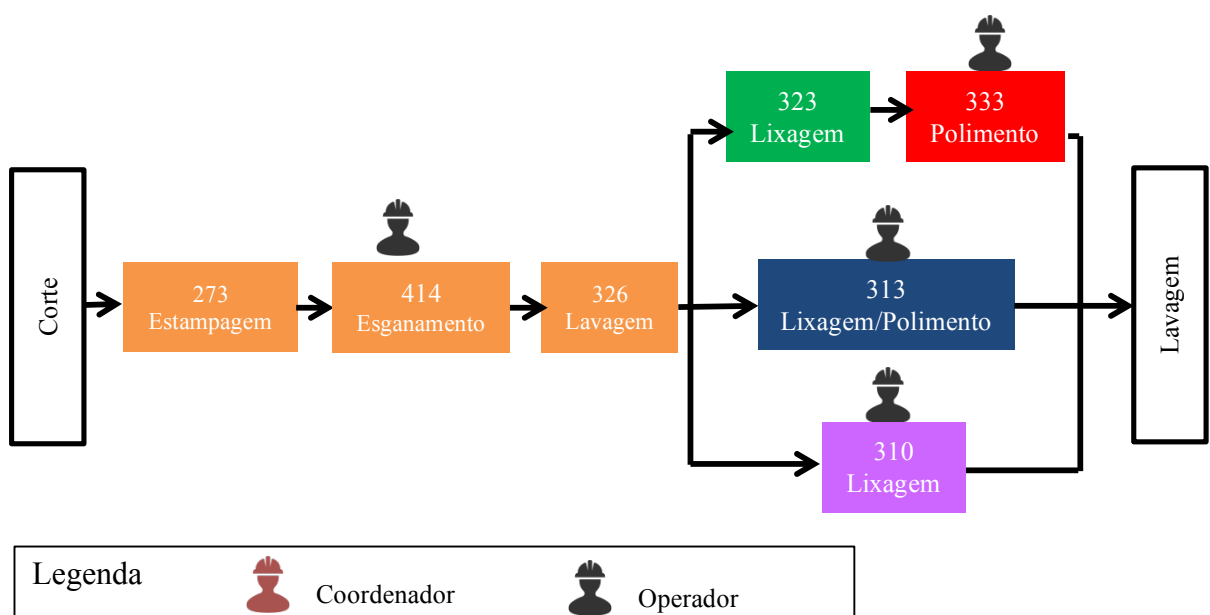 Corte
273
Estampagem
414
Esganamento
326
Lavagem
323
Lixagem
333
Polimento
313
Lixagem/Polimento
310
Lixagem
Lavagem
Legenda
Coordenador
Operador